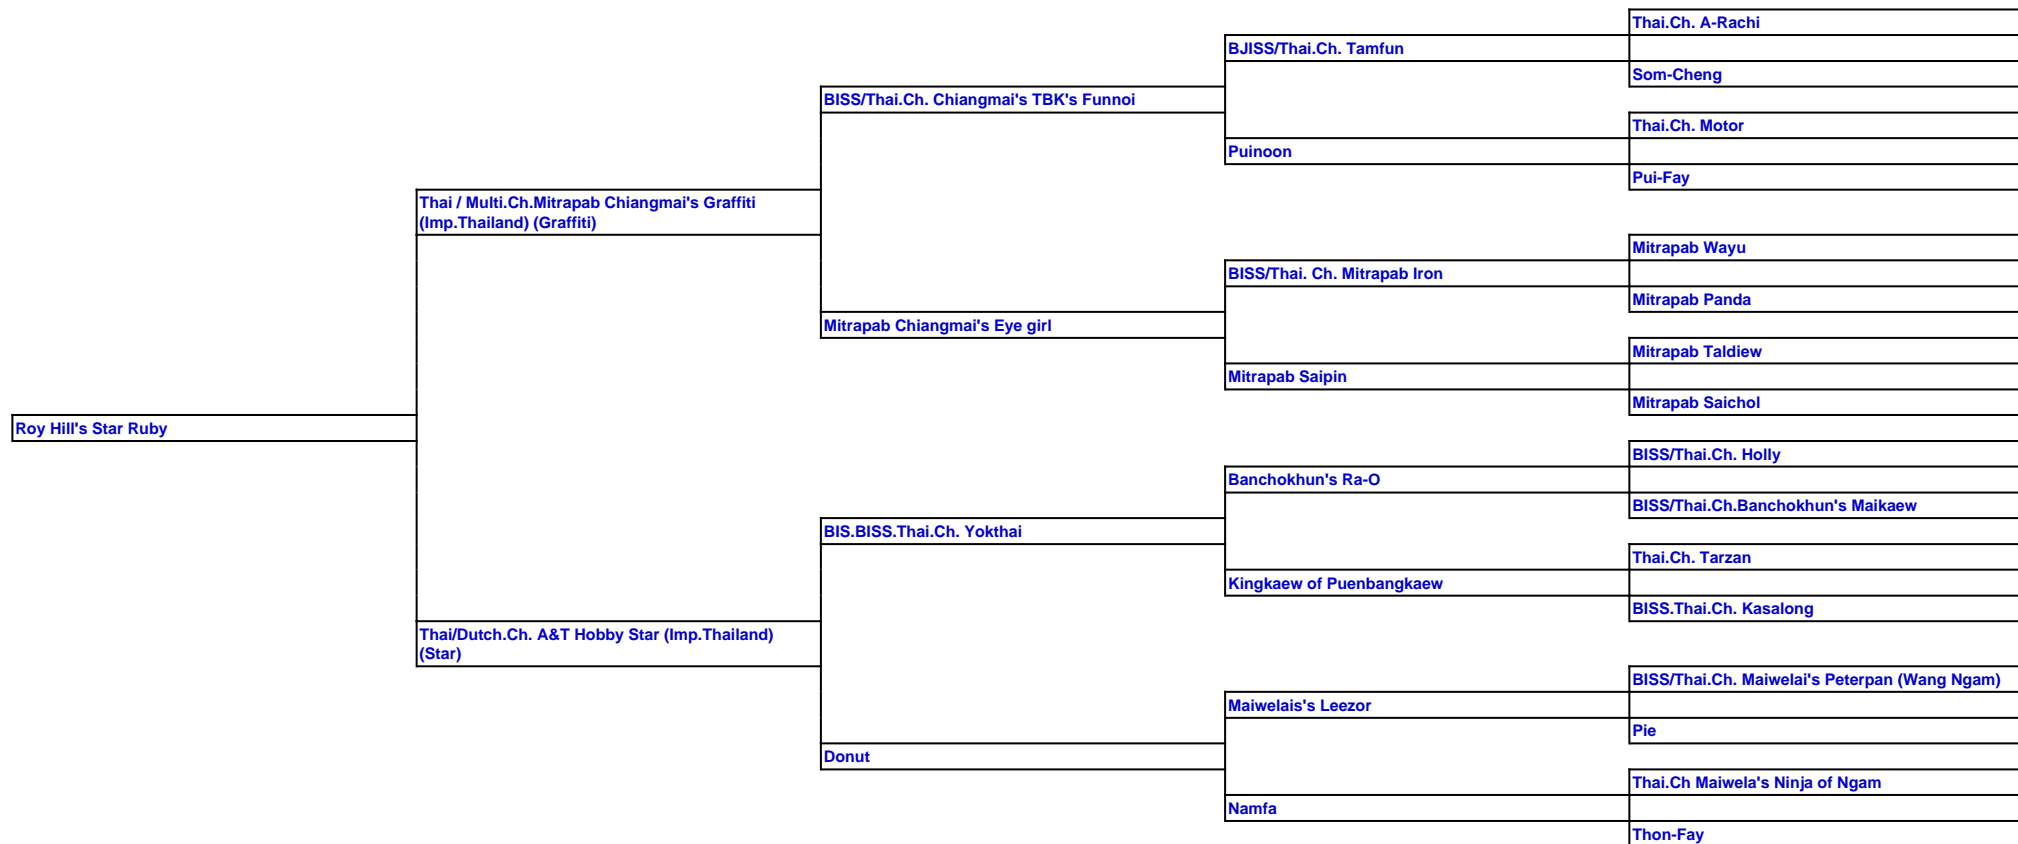 Thai.Ch. A-Rachi
BJISS/Thai.Ch. Tamfun
Som-Cheng
BISS/Thai.Ch. Chiangmai's TBK's Funnoi
Thai.Ch. Motor
Puinoon
Pui-Fay
Thai / Multi.Ch.Mitrapab Chiangmai's Graffiti
(Imp.Thailand) (Graffiti)
Mitrapab Wayu
BISS/Thai. Ch. Mitrapab Iron
Mitrapab Panda
Mitrapab Chiangmai's Eye girl
Mitrapab Taldiew
Mitrapab Saipin
Mitrapab Saichol
Roy Hill's Star Ruby
BISS/Thai.Ch. Holly
Banchokhun's Ra-O
BISS/Thai.Ch.Banchokhun's Maikaew
BIS.BISS.Thai.Ch. Yokthai
Thai.Ch. Tarzan
Kingkaew of Puenbangkaew
BISS.Thai.Ch. Kasalong
Thai/Dutch.Ch. A&T Hobby Star (Imp.Thailand)
(Star)
BISS/Thai.Ch. Maiwelai's Peterpan (Wang Ngam)
Maiwelais's Leezor
Pie
Donut
Thai.Ch Maiwela's Ninja of Ngam
Namfa
Thon-Fay